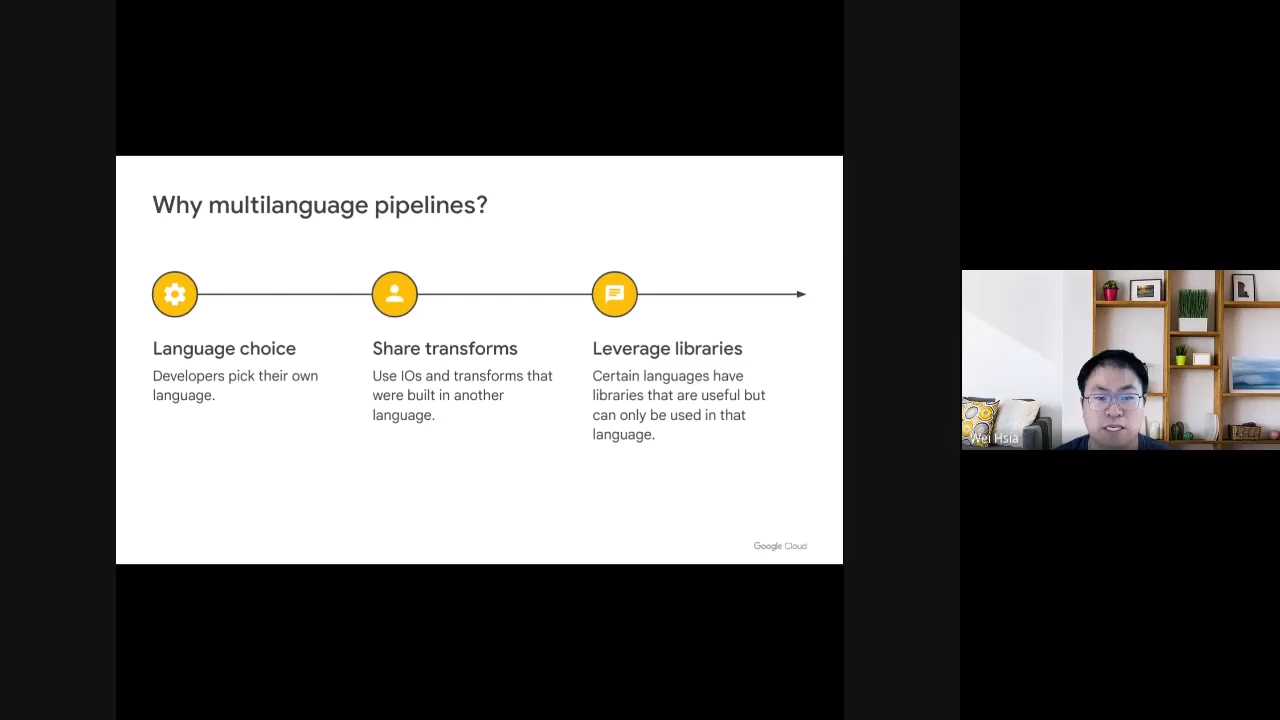 Why multilanguage pipelines?
Language choice
Developers pick their own
language.
Share transforms
Use IOs and transforms that
were built in another
language.
Leverage libraries
Certain languages have
libraries that are useful but
can only be used in that
language.
Google Cloud
Wei Hsia